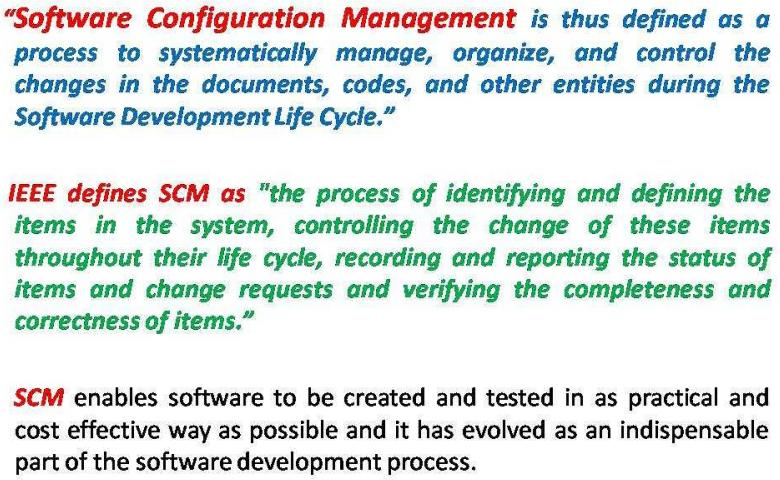 “Software Configuration Management is thus defined as a
process to systematically manage, organize, and control the
changes in the documents, codes, and other entities during the
Software Development Life Cycle.”
IEEE defines SCM as "the process of identifying and defining the
items in the system, controlling the change of these items
throughout their life cycle, recording and reporting the status of
items and change requests and verifying the completeness and
correctness of items.”
SCM enables software to be created and tested in as practical and
cost effective way as possible and it has evolved as an indispensable
part of the software development process.